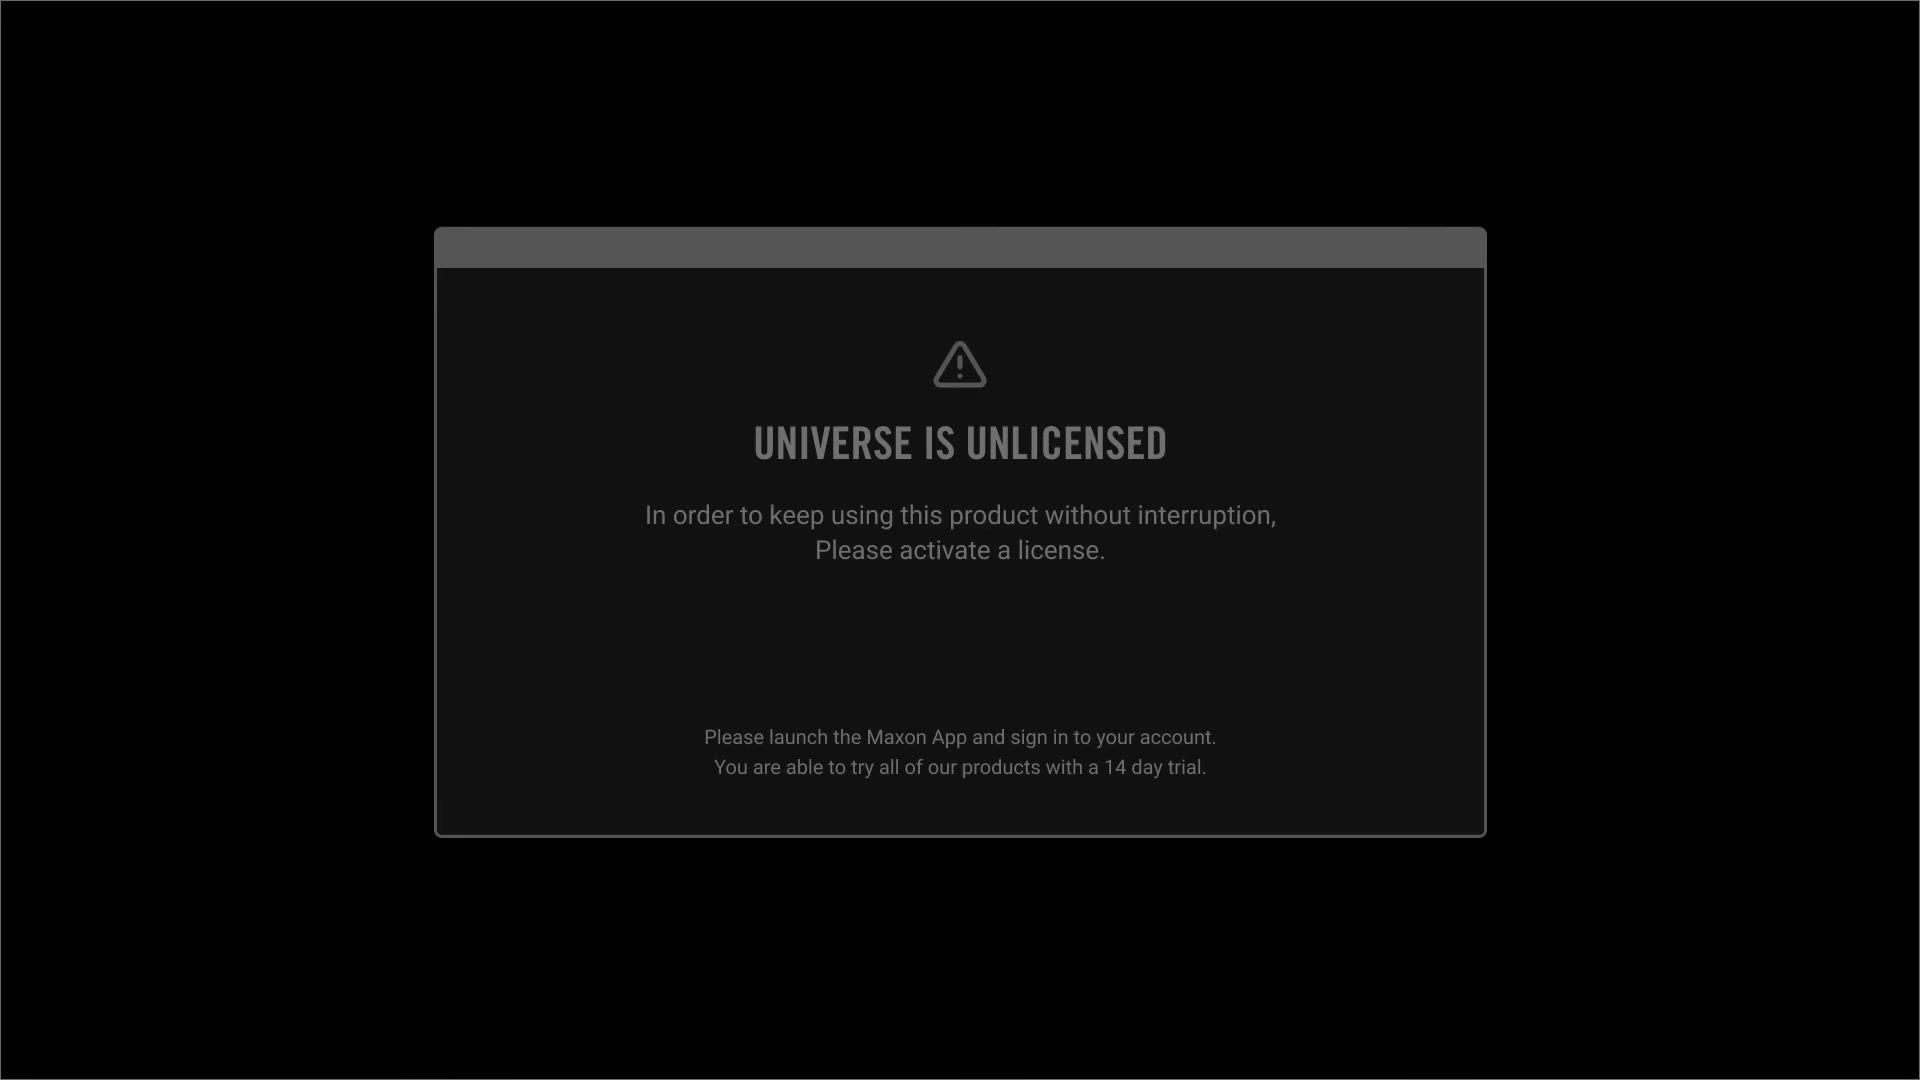 UNIVERSE IS UNLICENSED
In order to keep using this product without interruption,
Please activate a license.
Please launch the Maxon App and sign in to your account.
You are able to try all of our products with a 14 day trial.